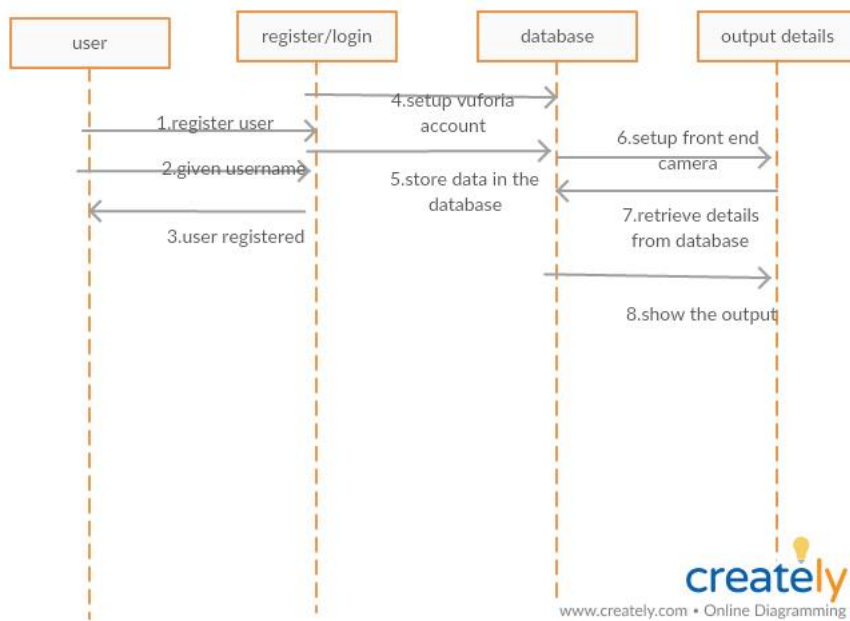 user
register/login
database
output details
1.register user
2.given username
3.user registered
4.setup vuforia
account
5.store data in the
database
6.setup front end
camera
7.retrieve details
from database
8.show the output
creately
www.creately.com • Online Diagramming